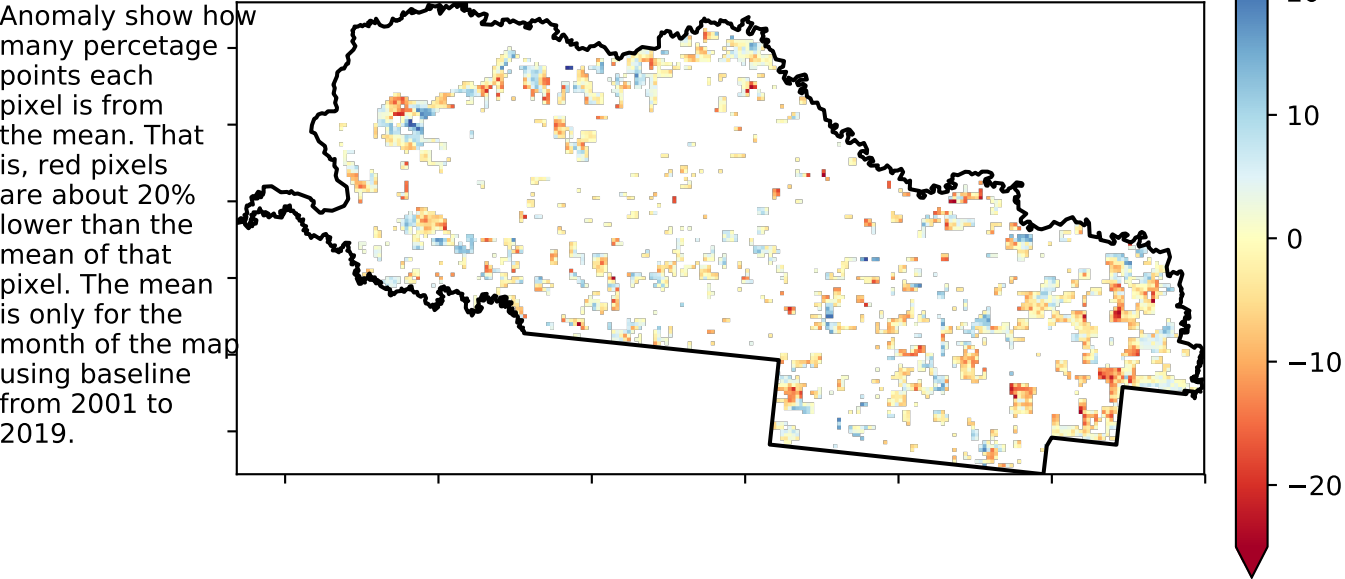 Anomaly show how
many percetage
points each
pixel is from
the mean. That
is, red pixels
are about 20%
lower than the
mean of that
pixel. The mean
is only for the
month of the map
using baseline
from 2001 to
2019.
10
0
−10
−20